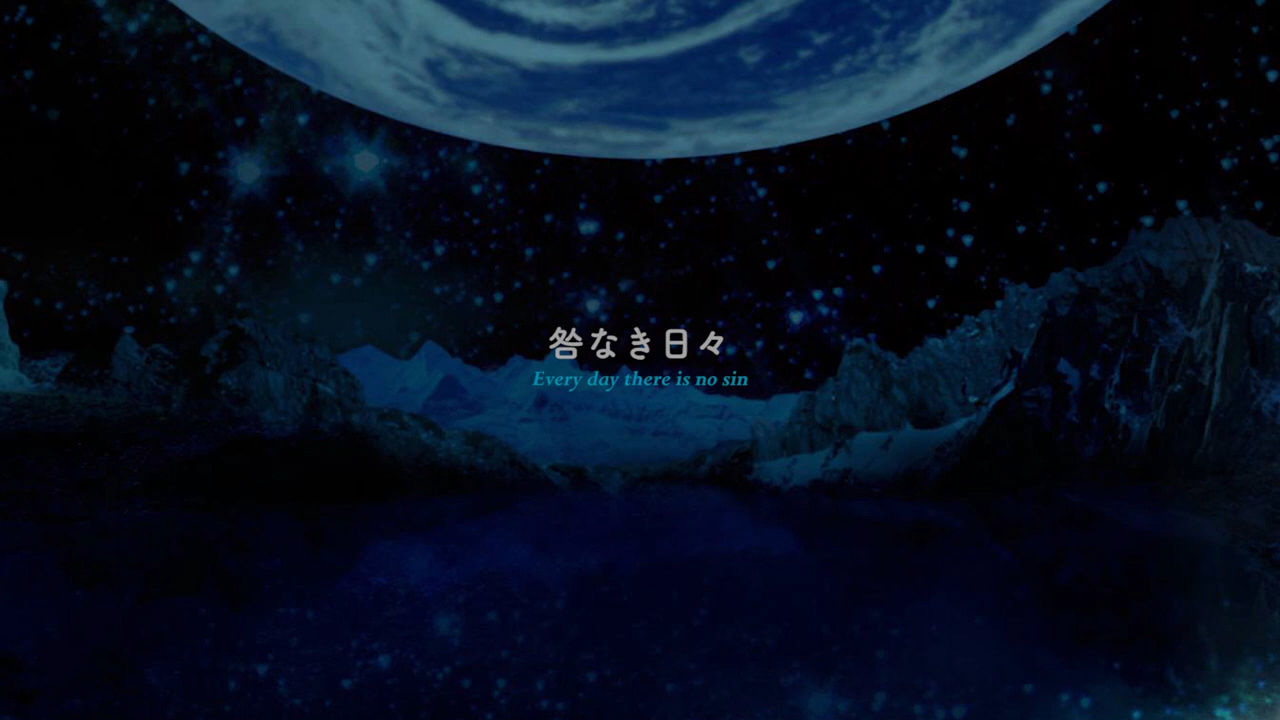 咎なき日々
Every day there is no sin